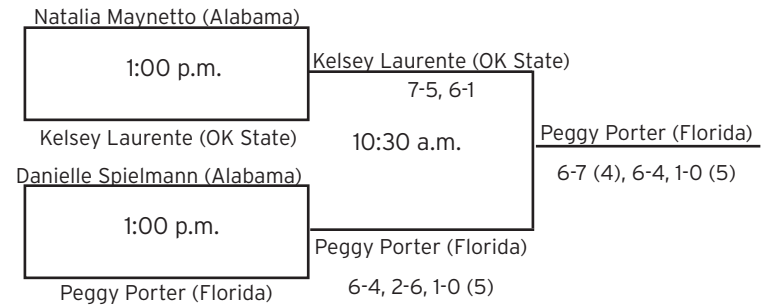 Natalia Maynetto (Alabama)
1:00 p.m.
Kelsey Laurente (OK State)
Kelsey Laurente (OK State)
7-5, 6-1
10:30 a.m.
Peggy Porter (Florida)
6-7 (4), 6-4, 1-0 (5)
Danielle Spielmann (Alabama)
1:00 p.m.
Peggy Porter (Florida)
Peggy Porter (Florida)
6-4, 2-6, 1-0 (5)